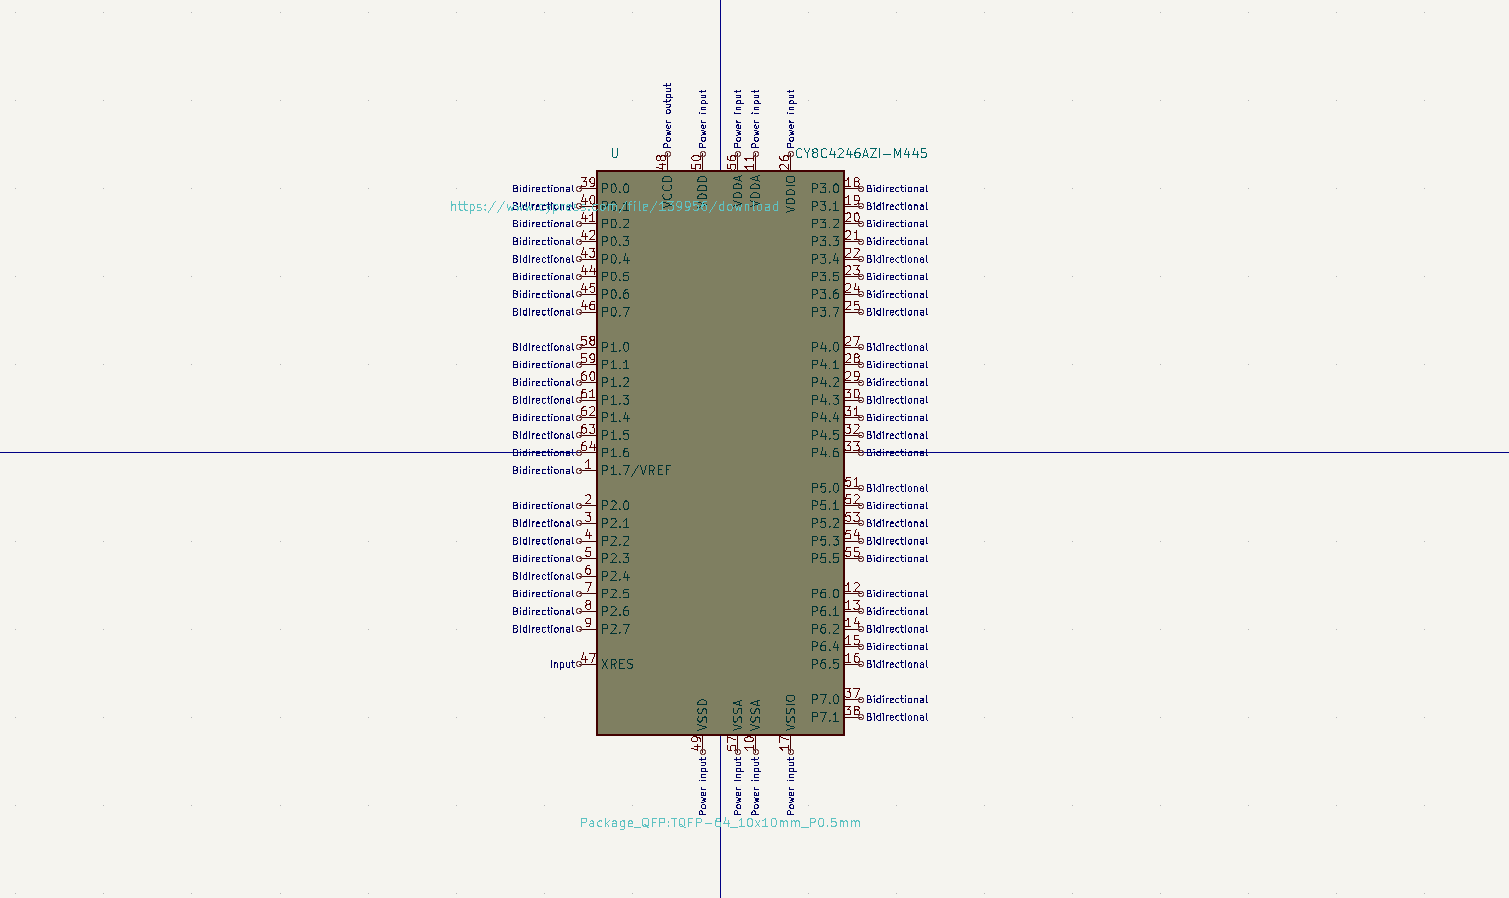 Power output
Power input
Power input
Power input
Power input
48
50
56
11
26
U
CY8C4246AZI-M445
VCCD
VDDD
VDDA
VDDA
VDDIO
Bidirectional 39 P0.0 P3.0 18 Bidirectional
Bidirectional 40 P0.1 P3.1 19 Bidirectional
https://www.cypress.com/file/139956/download
Bidirectional 41 P0.2 P3.2 20 Bidirectional
Bidirectional 42 P0.3 P3.3 21 Bidirectional
Bidirectional 43 P0.4 P3.4 22 Bidirectional
Bidirectional 44 P0.5 P3.5 23 Bidirectional
Bidirectional 45 P0.6 P3.6 24 Bidirectional
Bidirectional 46 P0.7 P3.7 25 Bidirectional
Bidirectional 58 P1.0 P4.0 27 Bidirectional
Bidirectional 59 P1.1 P4.1 28 Bidirectional
Bidirectional 60 P1.2 P4.2 29 Bidirectional
Bidirectional 61 P1.3 P4.3 30 Bidirectional
Bidirectional 62 P1.4 P4.4 31 Bidirectional
Bidirectional 63 P1.5 P4.5 32 Bidirectional
Bidirectional 64 P1.6 P4.6 33 Bidirectional
Bidirectional 1 P1.7/VREF
P5.0 51 Bidirectional
Bidirectional 2 P2.0 P5.1 52 Bidirectional
Bidirectional 3 P2.1 P5.2 53 Bidirectional
Bidirectional 4 P2.2 P5.3 54 Bidirectional
Bidirectional 5 P2.3 P5.5 55 Bidirectional
Bidirectional 6 P2.4
Bidirectional 7 P2.5 P6.0 12 Bidirectional
Bidirectional 8 P2.6 P6.1 13 Bidirectional
Bidirectional 9 P2.7 P6.2 14 Bidirectional
P6.4 15 Bidirectional
Input 47 XRES P6.5 16 Bidirectional
P7.0 37 Bidirectional
P7.1 38 Bidirectional
VSSD
VSSA
VSSA
VSSIO
49
57
10
17
Power input
Power input
Power input
Power input
Package_QFP:TQFP-64_10x10mm_P0.5mm